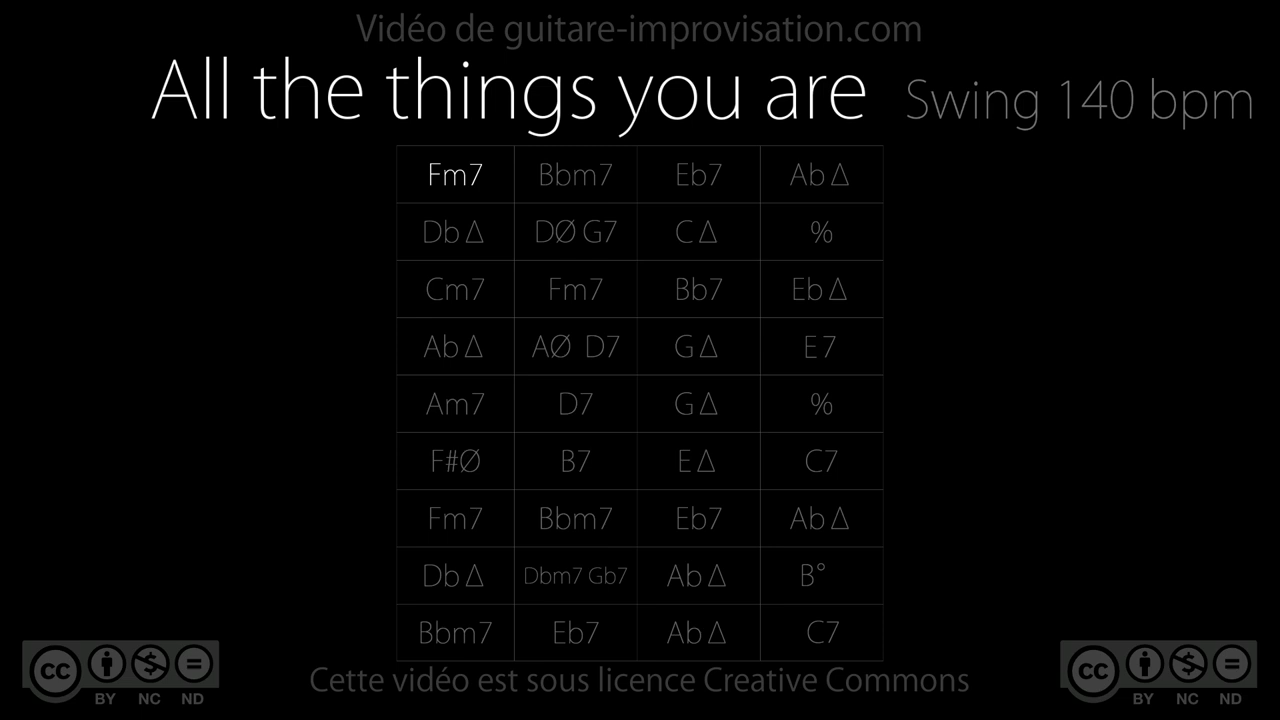 Vidéo de guitare-improvisation.com
All the things you are Swing 140 bpm
Fm7 Bbm7 Eb7 Ab Δ
Db Δ DØ G7 C Δ %
Cm7 Fm7 Bb7 Eb Δ
Ab Δ AØ D7 G Δ E7
Am7 D7 G Δ %
F#Ø B7 E Δ C7
Fm7 Bbm7 Eb7 Ab Δ
Db Δ Dbm7 Gb7 Ab Δ B°
Bbm7 Eb7 Ab Δ C7
Cette vidéo est sous licence Creative Commons
cc BY NC ND
cc BY NC ND